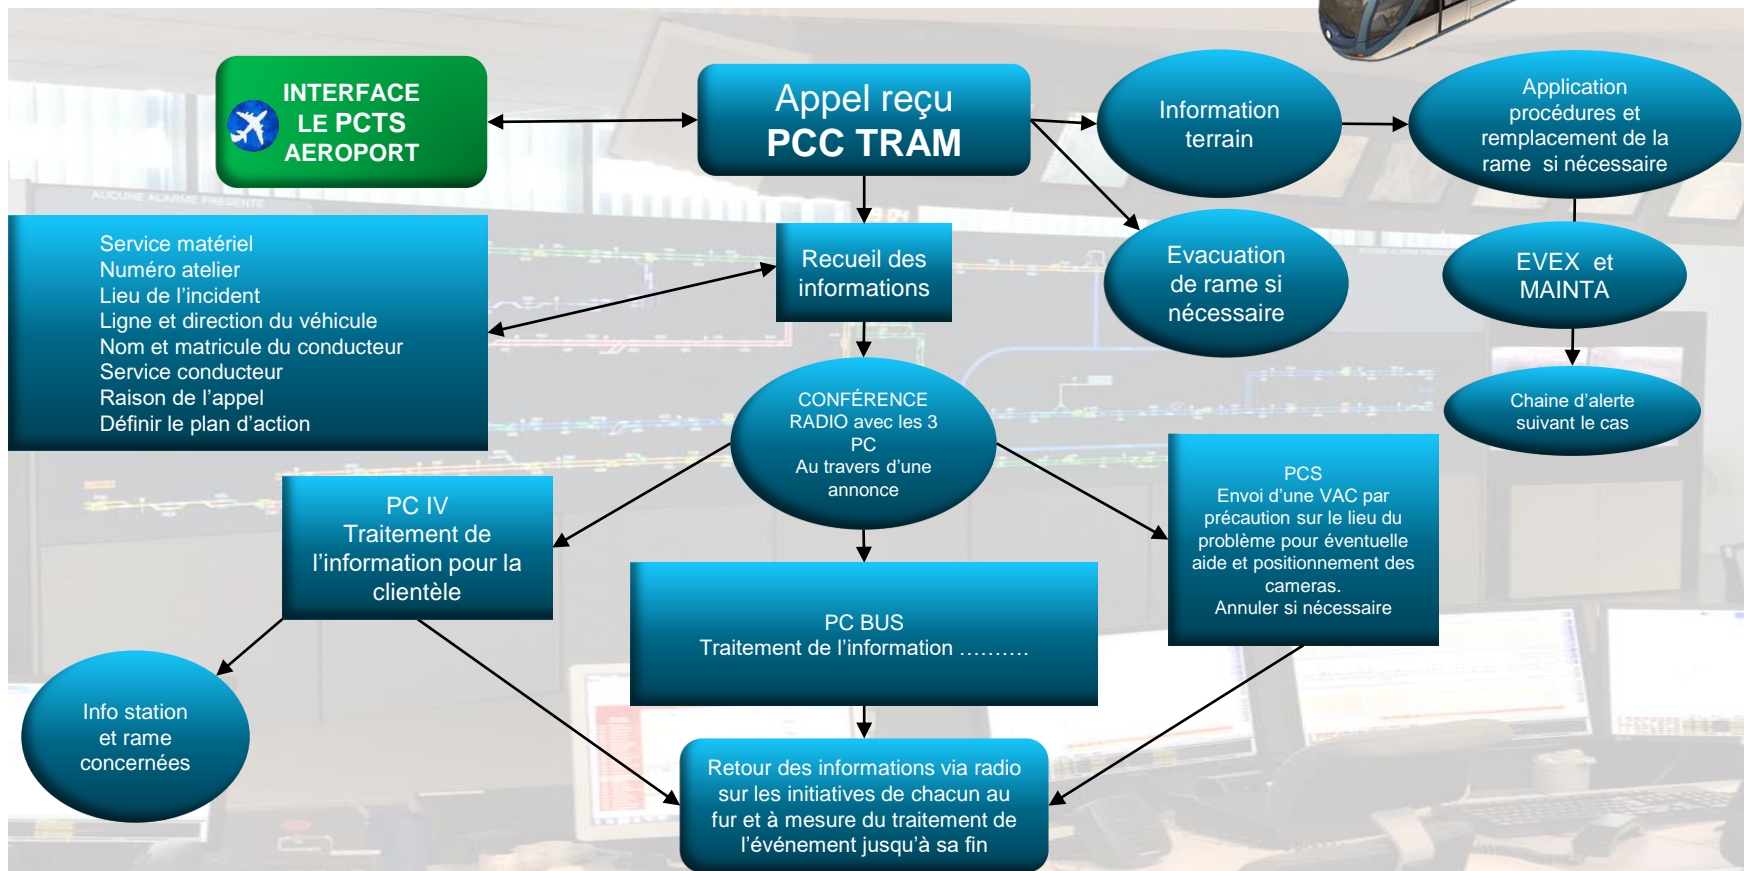 INTERFACE
LE PCTS
AEROPORT
Appel reçu
PCC TRAM
Information
terrain
Application
procédures et
remplacement de la
rame si nécessaire
AUCUNE ALARME PRESENTE
Service matériel
Numéro atelier
Lieu de l'incident
Ligne et direction du véhicule
Nom et matricule du conducteur
Service conducteur
Raison de l'appel
Définir le plan d'action
Recueil des
informations
Evacuation
de rame si
nécessaire
EVEX et
MAINTA
Chaine d'alerte
suivant le cas
CONFÉRENCE
RADIO avec les 3
PC
Au travers d'une
annonce
PC IV
Traitement de
l'information pour la
clientèle
PC BUS
Traitement de l'information ……….
PCS
Envoi d'une VAC par
précaution sur le lieu du
problème pour éventuelle
aide et positionnement des
cameras.
Annuler si nécessaire
Info station
et rame
concernées
Retour des informations via radio
sur les initiatives de chacun au
fur et à mesure du traitement de
l'événement jusqu'à sa fin